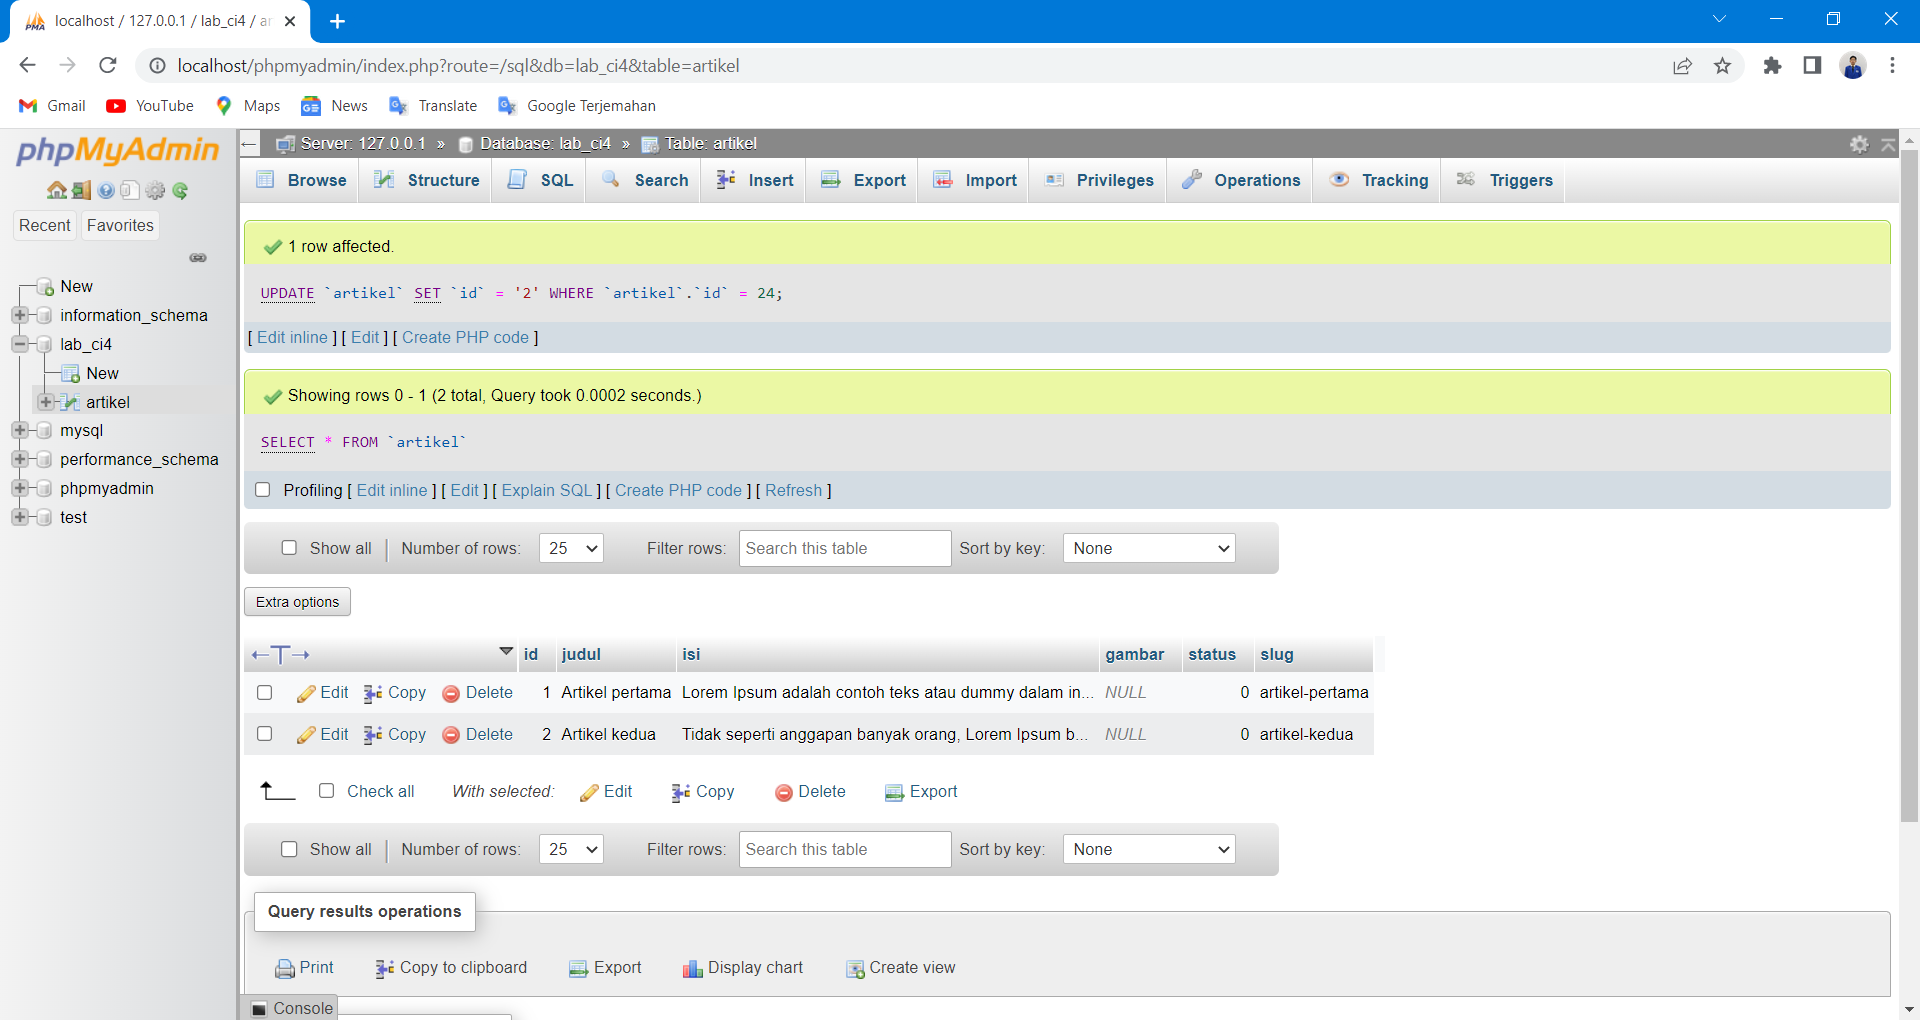 localhost / 127.0.0.1 / lab_ci4 / ar
localhost/phpmyadmin/index.php?route=/sql&db=lab_ci4&table=artikel
Gmail YouTube Maps News Translate Google Terjemahan
phpMyAdmin
Recent Favorites
New
information_schema
lab_ci4
New
artikel
mysql
performance_schema
phpmyadmin
test
Server: 127.0.0.1 » Database: lab_ci4 » Table: artikel
Browse Structure SQL Search Insert Export Import Privileges Operations Tracking Triggers
1 row affected.
UPDATE `artikel` SET `id` = '2' WHERE `artikel`.`id` = 24;
[ Edit inline ] [ Edit ] [ Create PHP code ]
Showing rows 0 - 1 (2 total, Query took 0.0002 seconds.)
SELECT * FROM `artikel`
Profiling [ Edit inline ] [ Edit ] [ Explain SQL ] [ Create PHP code ] [ Refresh ]
Show all | Number of rows: 25 Filter rows: Search this table Sort by key: None
Extra options
←T→ id judul isi gambar status slug
Edit Copy Delete 1 Artikel pertama Lorem Ipsum adalah contoh teks atau dummy dalam in... NULL 0 artikel-pertama
Edit Copy Delete 2 Artikel kedua Tidak seperti anggapan banyak orang, Lorem Ipsum b... NULL 0 artikel-kedua
Check all With selected: Edit Copy Delete Export
Show all | Number of rows: 25 Filter rows: Search this table Sort by key: None
Query results operations
Print Copy to clipboard Export Display chart Create view
Console